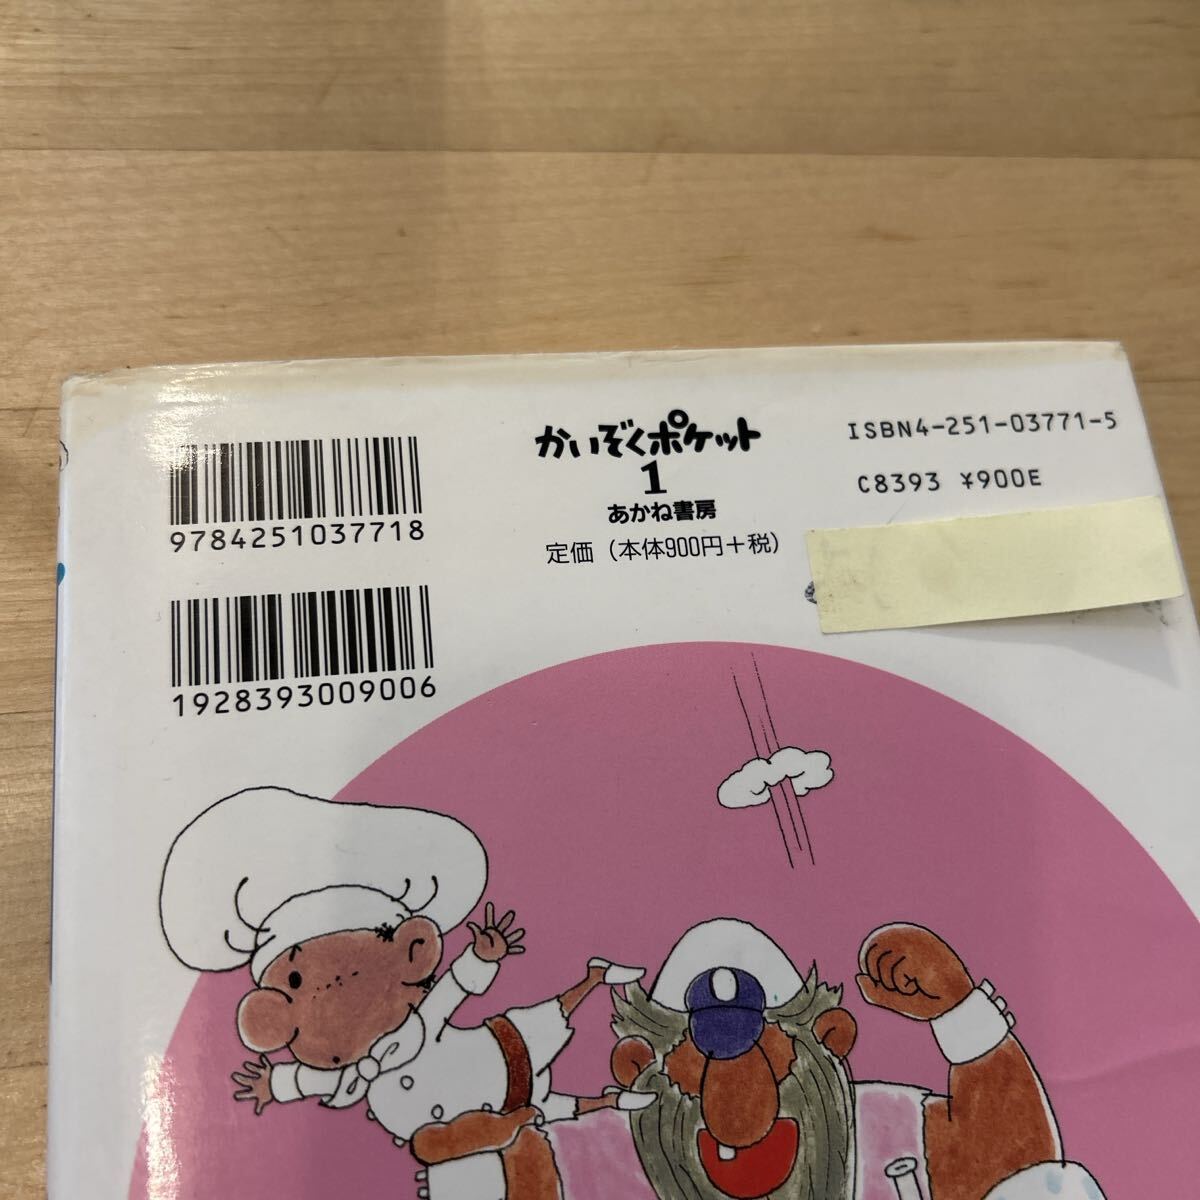 9784251037718
1928393009006
かいぞくポケット
1
あかね書房
定価（本体900円＋税）
ISBN4-251-03771-5
C8393 ¥900E